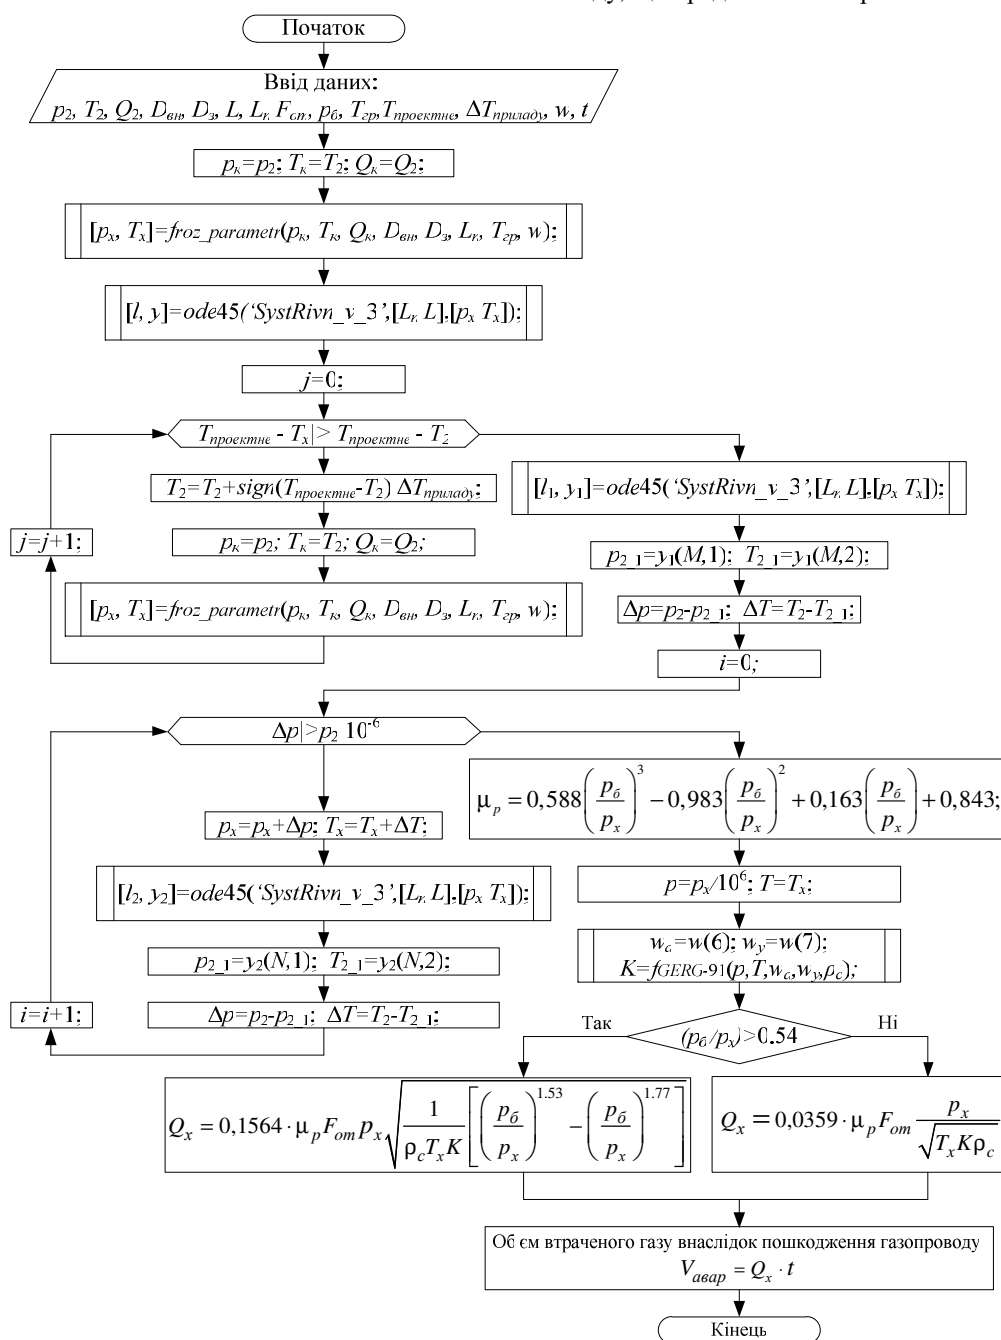 Початок
Ввід даних:
p₂, T₂, Q₂, Dвн, Dз, L, Lr, Fсп, pб, Tгр, Tпроектне, ΔTприладу, w, t
pк=p₂; Tк=T₂; Qк=Q₂;
[pₓ, Tₓ]=froz_parametr(pк, Tк, Qк, Dвн, Dз, Lr, Tгр, w);
[l, y]=ode45('SystRivn_v_3',[Lr L],[pₓ Tₓ]);
j=0;
Tпроектне - Tₓ|> Tпроектне - T₂
T₂=T₂+sign(Tпроектне-T₂) ΔTприладу;
j=j+1;
pк=p₂; Tк=T₂; Qк=Q₂;
[pₓ, Tₓ]=froz_parametr(pк, Tк, Qк, Dвн, Dз, Lr, Tгр, w);
[l₁, y₁]=ode45('SystRivn_v_3',[Lr L],[pₓ Tₓ]);
p₂_₁=y₁(M,1); T₂_₁=y₁(M,2);
Δp=p₂-p₂_₁; ΔT=T₂-T₂_₁;
i=0;
Δp|>p₂ 10⁻⁶
pₓ=pₓ+Δp; Tₓ=Tₓ+ΔT;
[l₂, y₂]=ode45('SystRivn_v_3',[Lr L],[pₓ Tₓ]);
p₂_₁=y₂(N,1); T₂_₁=y₂(N,2);
i=i+1;
Δp=p₂-p₂_₁; ΔT=T₂-T₂_₁;
μₚ = 0,588(pб/pₓ)³ − 0,983(pб/pₓ)² + 0,163(pб/pₓ) + 0,843;
p=pₓ/10⁶; T=Tₓ;
wₐ=w(6); wy=w(7);
K=fGERG-91(p,T,wₐ,wy,ρc);
Так
(pб/pₓ)>0.54
Ні
Qₓ = 0,1564 · μₚFom pₓ√(1/(ρcTₓK)[(pб/pₓ)^1.53 − (pб/pₓ)^1.77])
Qₓ = 0,0359 · μₚFom pₓ/√(TₓKρc)
Об єм втраченого газу внаслідок пошкодження газопроводу
Vавар = Qₓ · t
Кінець